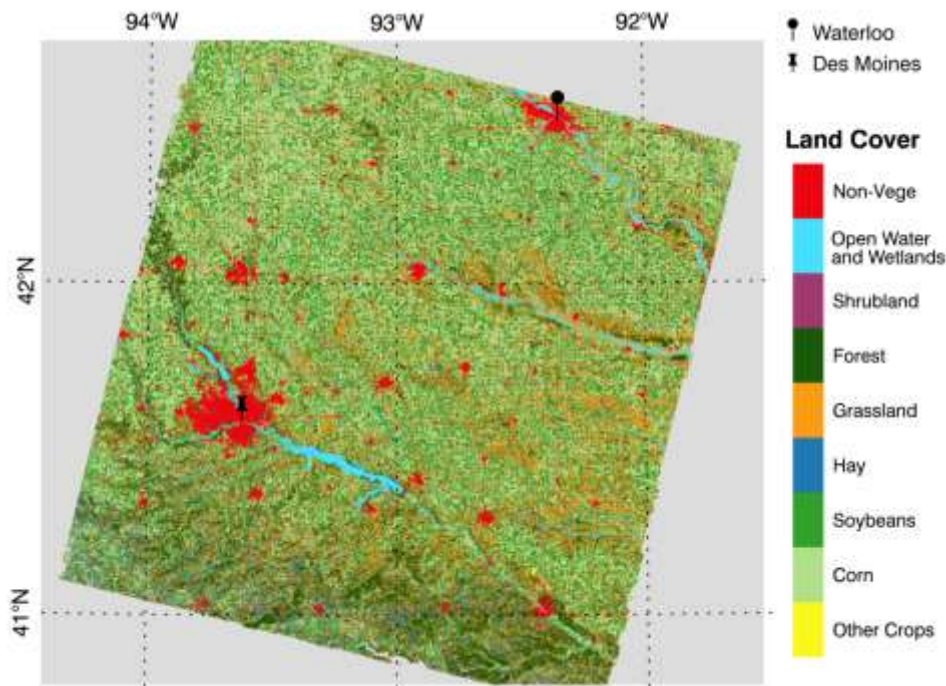 94°W 93°W 92°W
Waterloo
Des Moines
42°N
41°N
Land Cover
Non-Vege
Open Water
and Wetlands
Shrubland
Forest
Grassland
Hay
Soybeans
Corn
Other Crops